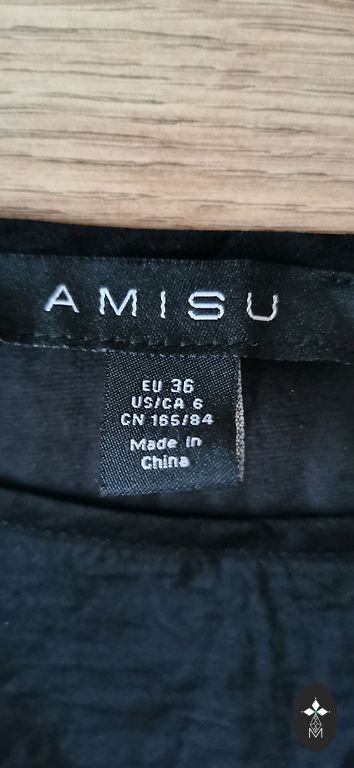 AMISU
EU 36
US/CA 6
CN 165/84
Made in
China
M